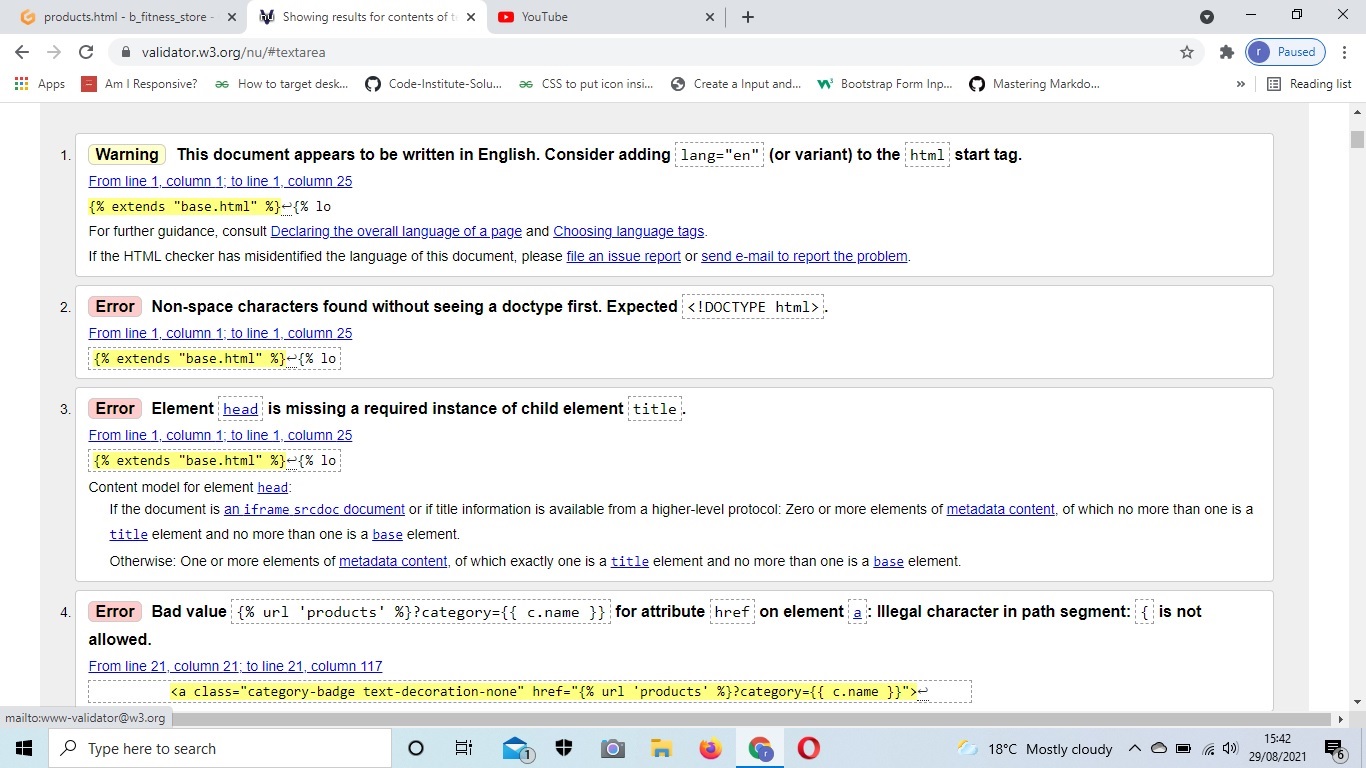 products.html - b_fitness_store -
Showing results for contents of t
YouTube
validator.w3.org/nu/#textarea
r
Paused
Apps
Am I Responsive?
How to target desk...
Code-Institute-Solu...
CSS to put icon insi...
Create a Input and...
Bootstrap Form Inp...
Mastering Markdo...
»
Reading list
1. Warning This document appears to be written in English. Consider adding lang="en" (or variant) to the html start tag.
From line 1, column 1; to line 1, column 25
{% extends "base.html" %}↩{% lo
For further guidance, consult Declaring the overall language of a page and Choosing language tags.
If the HTML checker has misidentified the language of this document, please file an issue report or send e-mail to report the problem.
2. Error Non-space characters found without seeing a doctype first. Expected <!DOCTYPE html>.
From line 1, column 1; to line 1, column 25
{% extends "base.html" %}↩{% lo
3. Error Element head is missing a required instance of child element title.
From line 1, column 1; to line 1, column 25
{% extends "base.html" %}↩{% lo
Content model for element head:
If the document is an iframe srcdoc document or if title information is available from a higher-level protocol: Zero or more elements of metadata content, of which no more than one is a
title element and no more than one is a base element.
Otherwise: One or more elements of metadata content, of which exactly one is a title element and no more than one is a base element.
4. Error Bad value {% url 'products' %}?category={{ c.name }} for attribute href on element a: Illegal character in path segment: { is not
allowed.
From line 21, column 21; to line 21, column 117
<a class="category-badge text-decoration-none" href="{% url 'products' %}?category={{ c.name }}">↩
mailto:www-validator@w3.org
Type here to search
1
r
18°C Mostly cloudy
15:42
29/08/2021
6